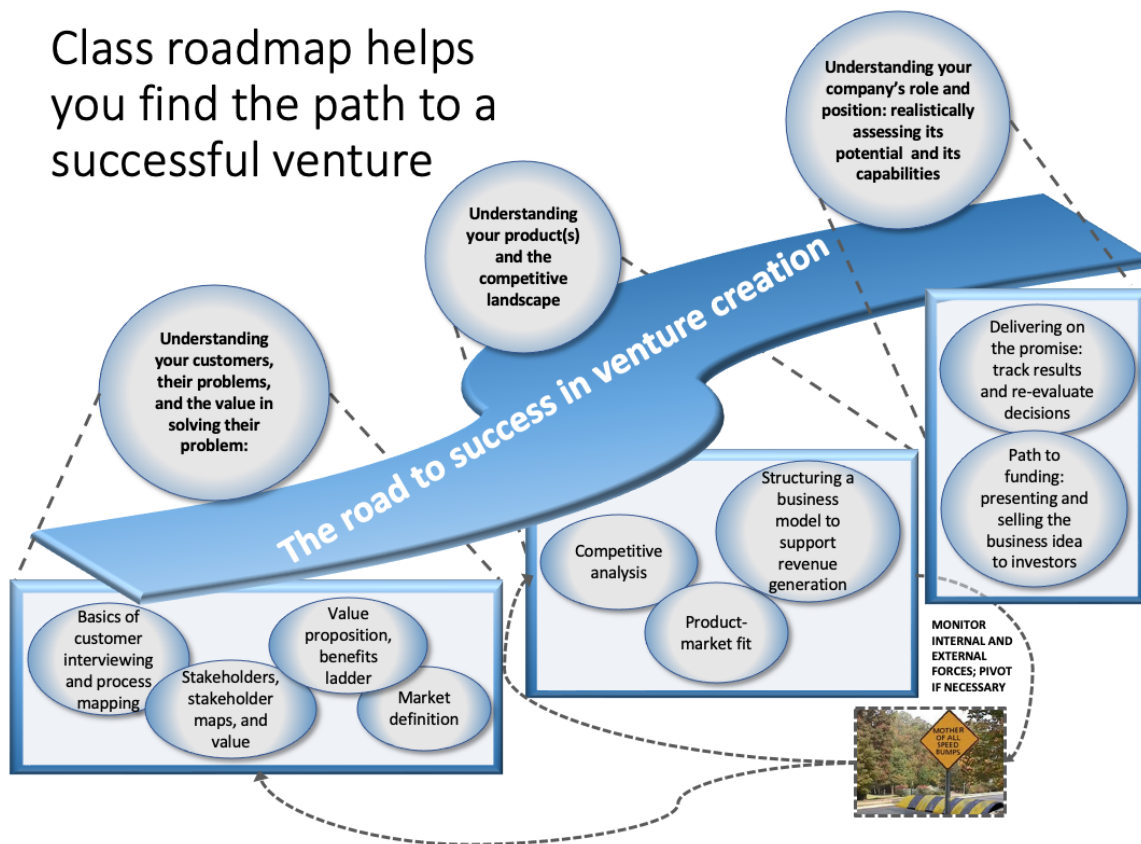 Class roadmap helps
you find the path to a
successful venture
Understanding
your customers,
their problems,
and the value in
solving their
problem:
Understanding
your product(s)
and the
competitive
landscape
Understanding your
company's role and
position: realistically
assessing its
potential and its
capabilities
The road to success in venture creation
Basics of
customer
interviewing
and process
mapping
Stakeholders,
stakeholder
maps, and
value
Value
proposition,
benefits
ladder
Market
definition
Competitive
analysis
Product-
market fit
Structuring a
business
model to
support
revenue
generation
Delivering on
the promise:
track results
and re-evaluate
decisions
Path to
funding:
presenting and
selling the
business idea
to investors
MONITOR
INTERNAL AND
EXTERNAL
FORCES; PIVOT
IF NECESSARY
MOTHER
OF ALL
SPEED
BUMPS